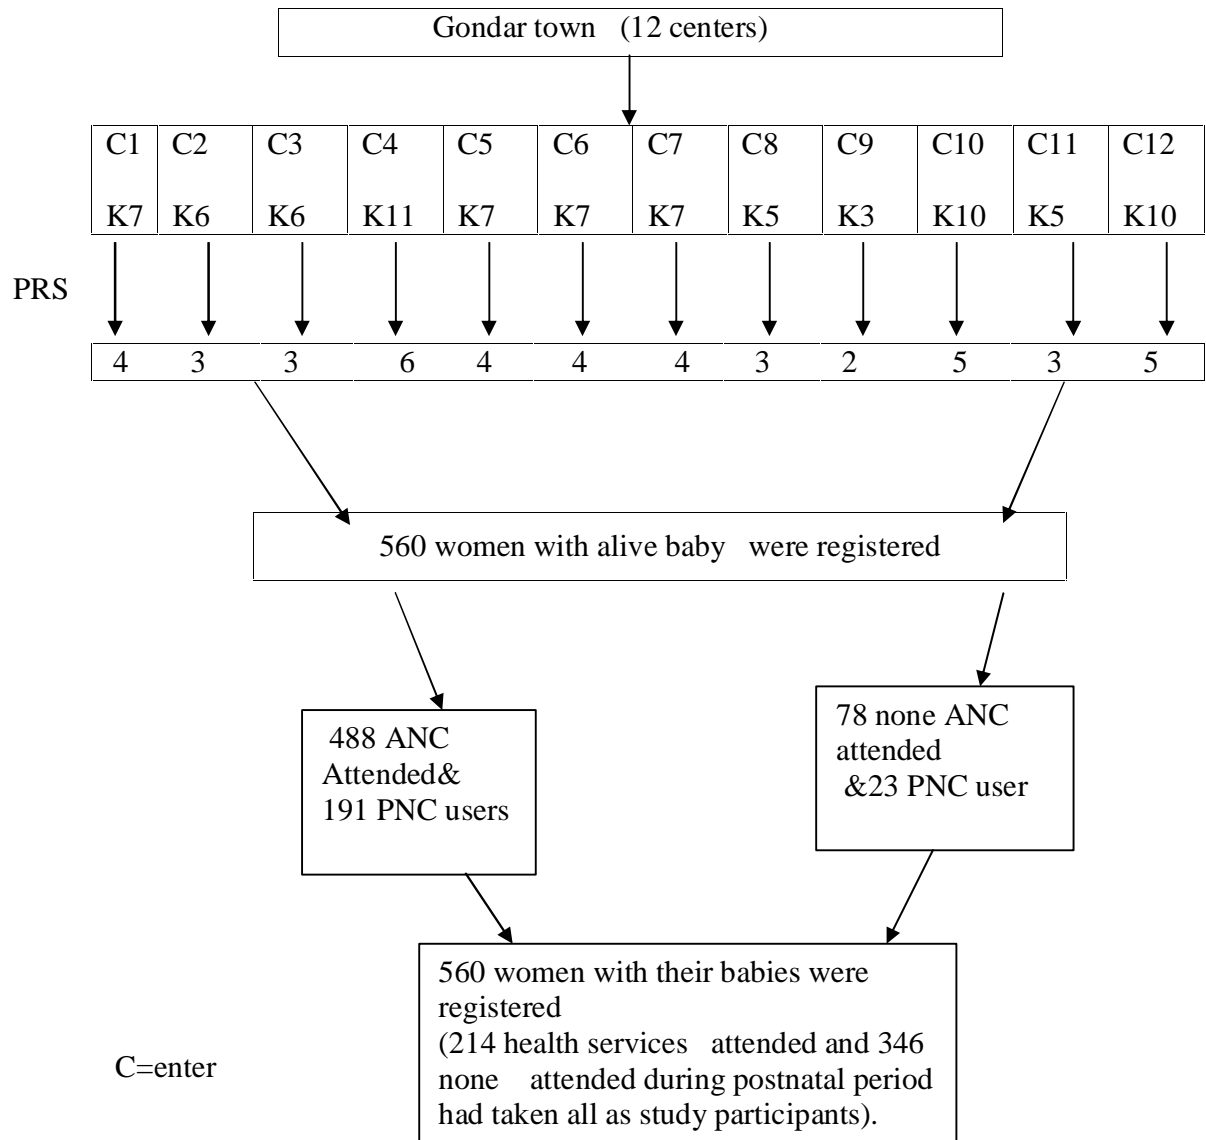 Gondar town (12 centers)
C1 C2 C3 C4 C5 C6 C7 C8 C9 C10 C11 C12
K7 K6 K6 K11 K7 K7 K7 K5 K3 K10 K5 K10
PRS
4 3 3 6 4 4 4 3 2 5 3 5
560 women with alive baby were registered
488 ANC
Attended&
191 PNC users
78 none ANC
attended
&23 PNC user
560 women with their babies were
registered
(214 health services attended and 346
none attended during postnatal period
had taken all as study participants).
C=enter